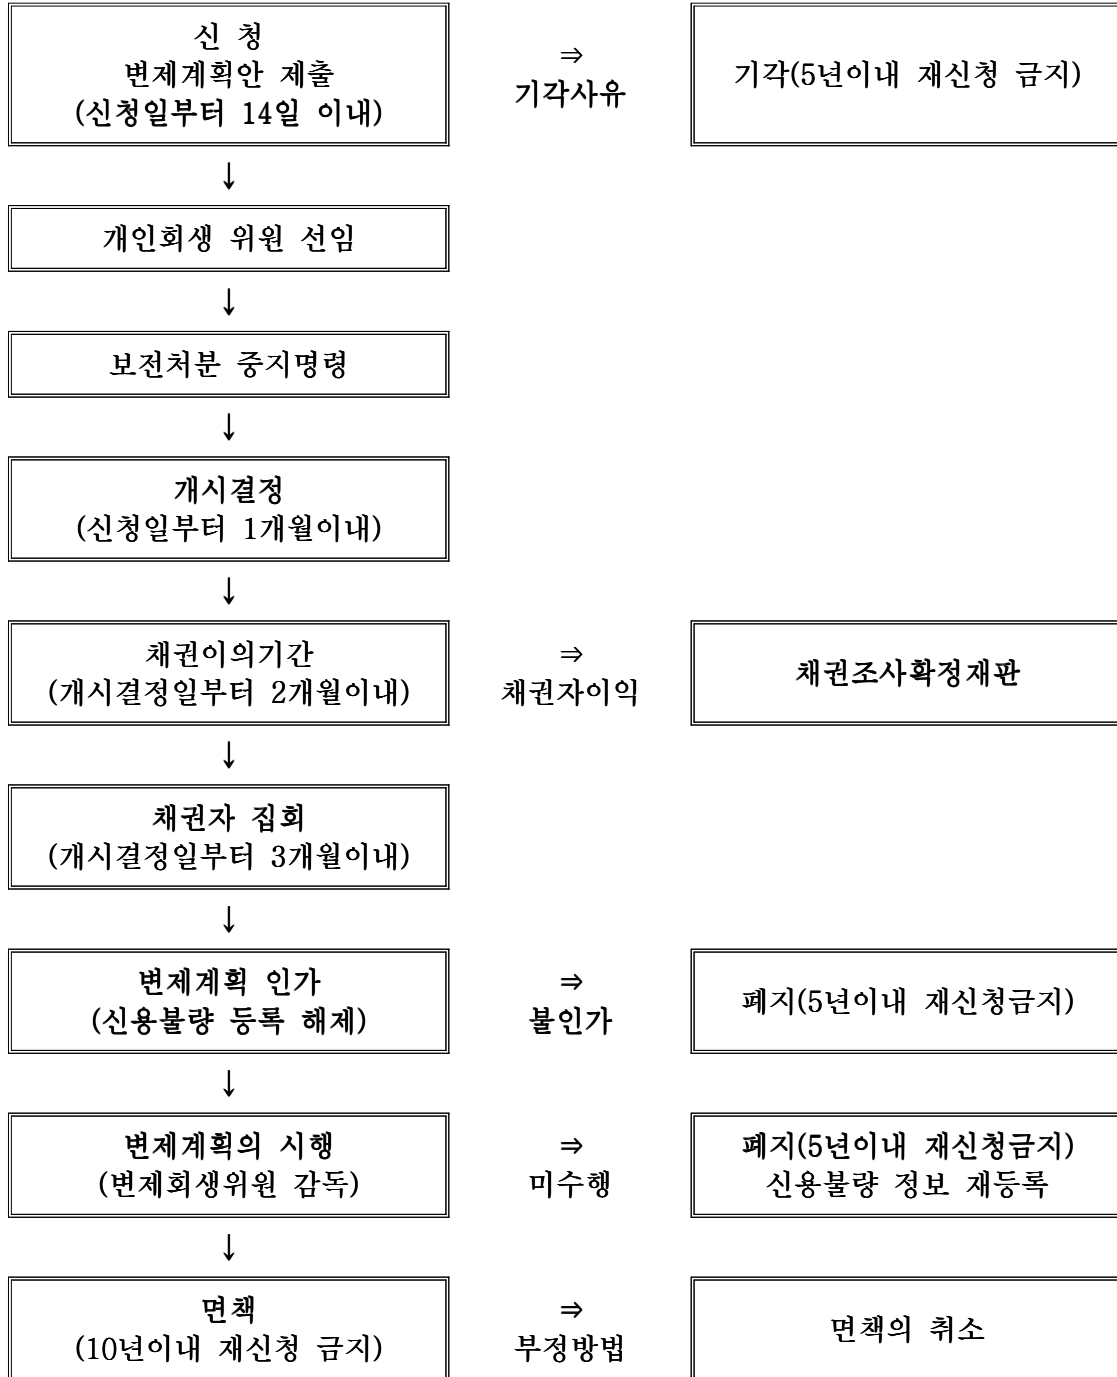 신 청
변제계획안 제출
(신청일부터 14일 이내)
⇒
기각사유
기각(5년이내 재신청 금지)
↓
개인회생 위원 선임
↓
보전처분 중지명령
↓
개시결정
(신청일부터 1개월이내)
↓
채권이의기간
(개시결정일부터 2개월이내)
⇒
채권자이익
채권조사확정재판
↓
채권자 집회
(개시결정일부터 3개월이내)
↓
변제계획 인가
(신용불량 등록 해제)
⇒
불인가
폐지(5년이내 재신청금지)
↓
변제계획의 시행
(변제회생위원 감독)
⇒
미수행
폐지(5년이내 재신청금지)
신용불량 정보 재등록
↓
면책
(10년이내 재신청 금지)
⇒
부정방법
면책의 취소